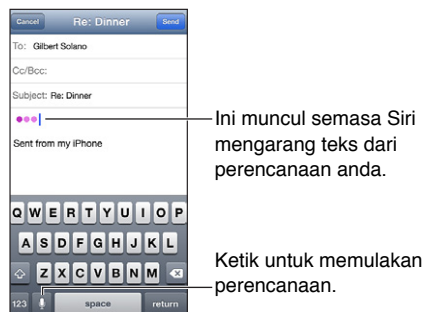 Cancel Re: Dinner Send
To: Gilbert Solano
Cc/Bcc:
Subject: Re: Dinner
Sent from my iPhone
Q W E R T Y U I O P
A S D F G H J K L
Z X C V B N M
123 space return
Ini muncul semasa Siri
mengarang teks dari
perencanaan anda.
Ketik untuk memulakan
perencanaan.